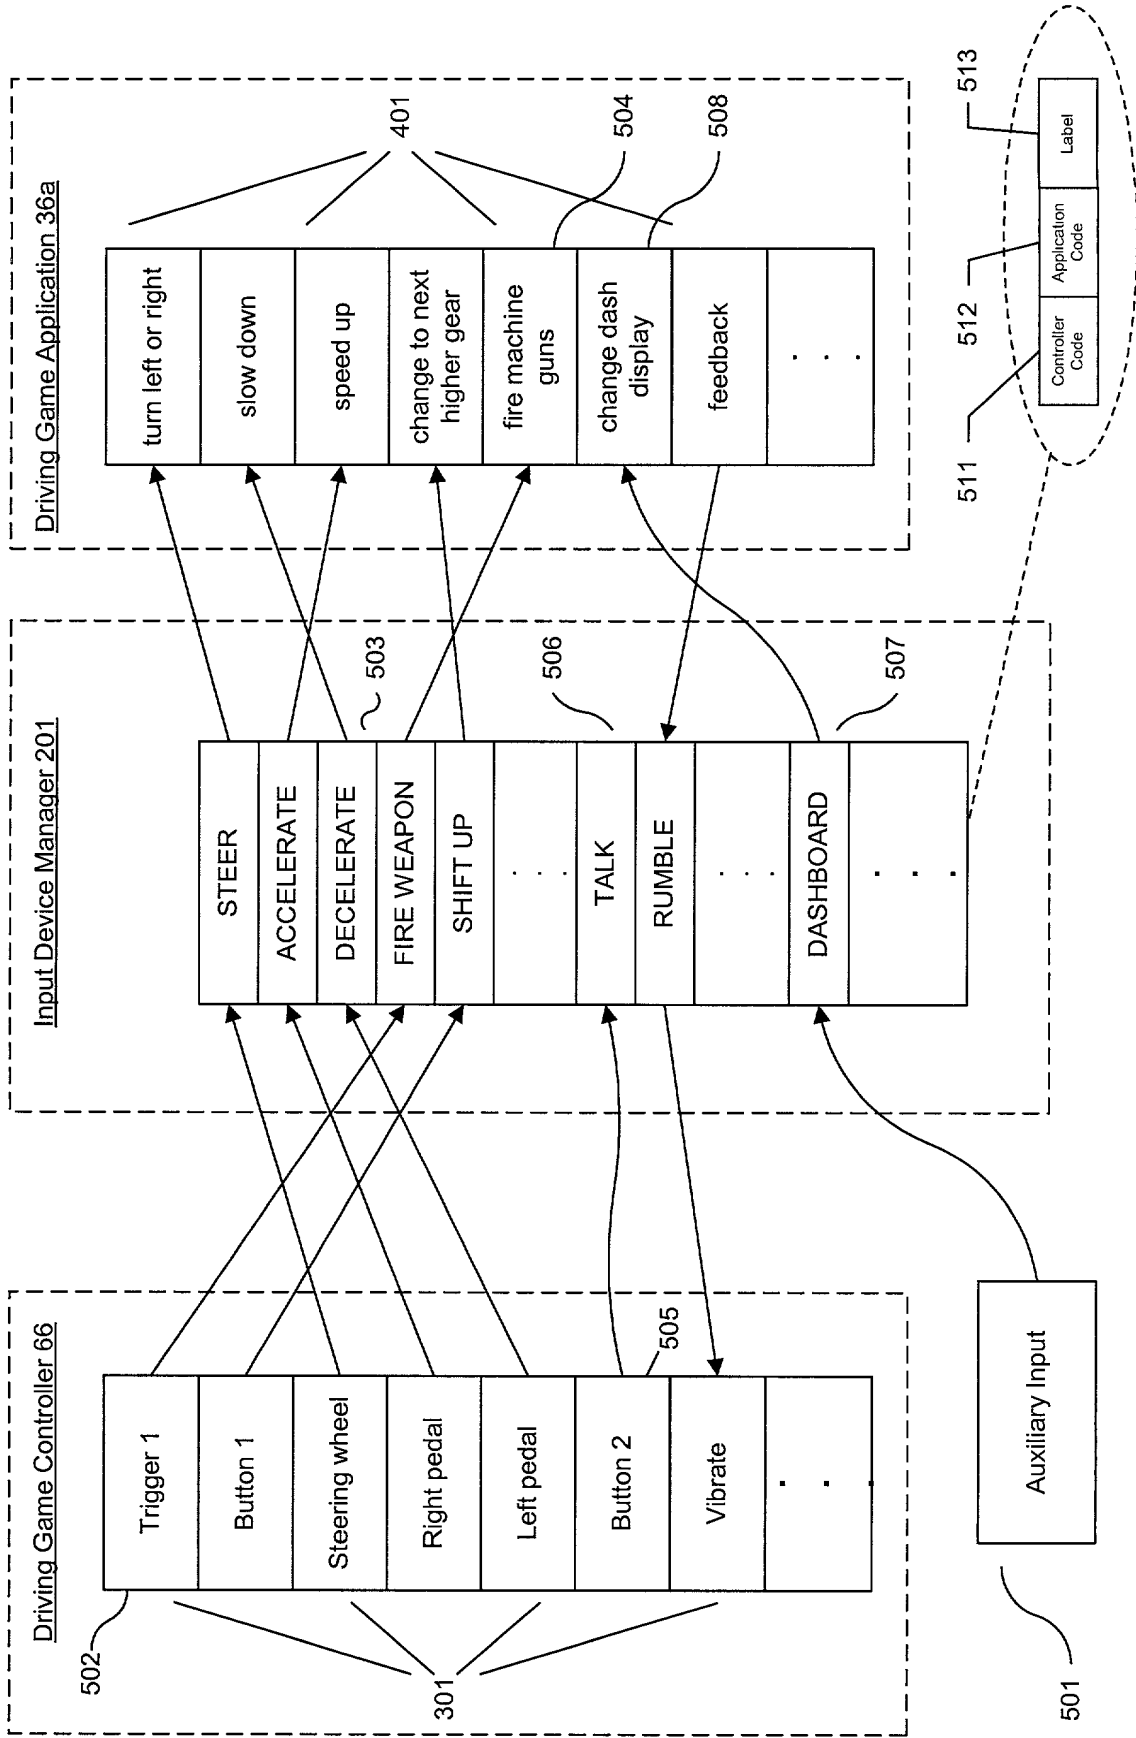 Driving Game Controller 66
502
Trigger 1
Button 1
Steering wheel
Right pedal
Left pedal
Button 2
505
Vibrate
. . .
301
501
Auxiliary Input
Input Device Manager 201
STEER
ACCELERATE
DECELERATE
503
FIRE WEAPON
SHIFT UP
. . .
TALK
506
RUMBLE
. . .
DASHBOARD
507
. . .
Driving Game Application 36a
turn left or right
slow down
speed up
change to next
higher gear
fire machine
guns
change dash
display
feedback
. . .
401
504
508
511
512
513
Controller
Code
Application
Code
Label